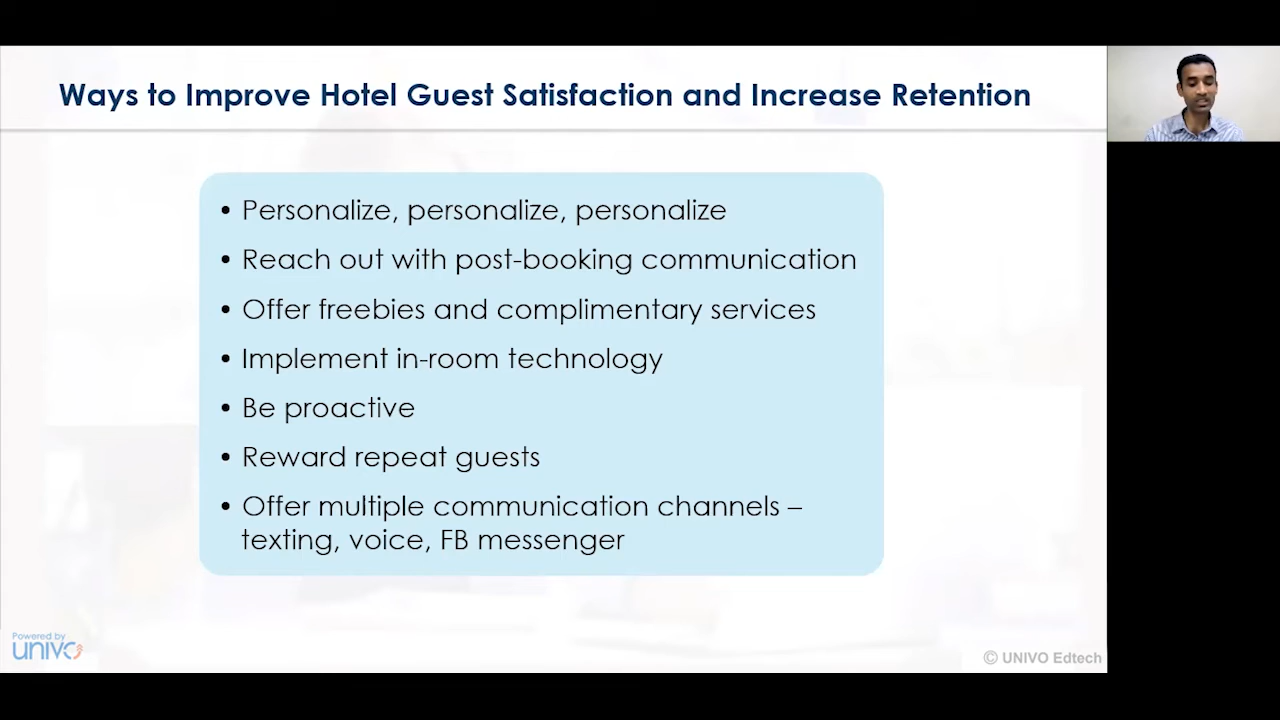 Ways to Improve Hotel Guest Satisfaction and Increase Retention
• Personalize, personalize, personalize
• Reach out with post-booking communication
• Offer freebies and complimentary services
• Implement in-room technology
• Be proactive
• Reward repeat guests
• Offer multiple communication channels –
texting, voice, FB messenger
Powered by
univo
© UNIVO Edtech